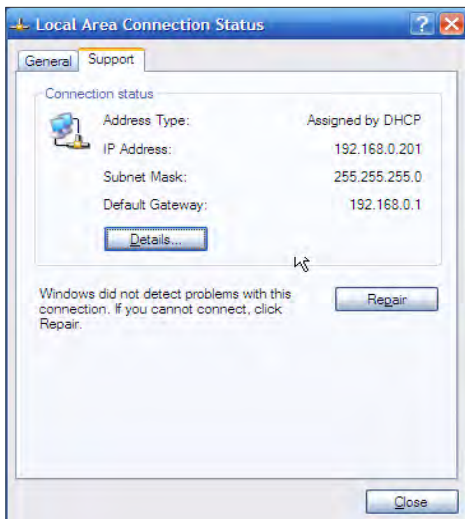 Local Area Connection Status
General
Support
Connection status
Address Type: Assigned by DHCP
IP Address: 192.168.0.201
Subnet Mask: 255.255.255.0
Default Gateway: 192.168.0.1
Details...
Windows did not detect problems with this
connection. If you cannot connect, click
Repair.
Repair
Close